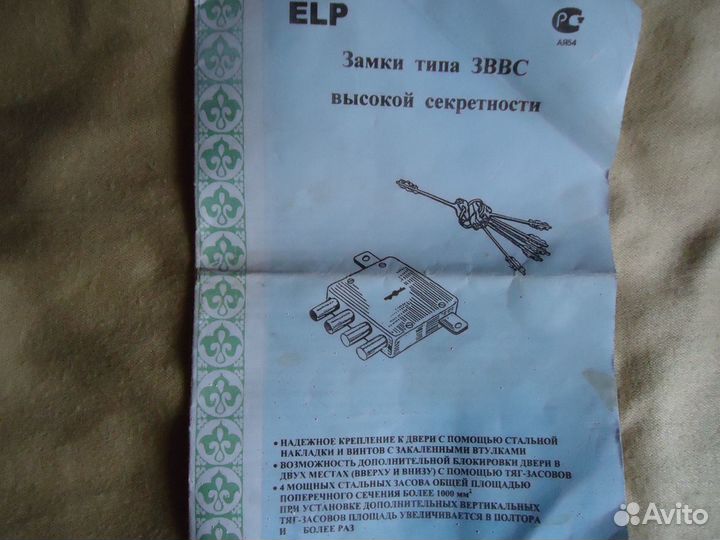 ELP
АЯ64
Замки типа ЗВВС
высокой секретности
• НАДЕЖНОЕ КРЕПЛЕНИЕ К ДВЕРИ С ПОМОЩЬЮ СТАЛЬНОЙ
НАКЛАДКИ И ВИНТОВ С ЗАКАЛЕННЫМИ ВТУЛКАМИ
• ВОЗМОЖНОСТЬ ДОПОЛНИТЕЛЬНОЙ БЛОКИРОВКИ ДВЕРИ В
ДВУХ МЕСТАХ (ВВЕРХУ И ВНИЗУ) С ПОМОЩЬЮ ТЯГ-ЗАСОВОВ
• 4 МОЩНЫХ СТАЛЬНЫХ ЗАСОВА ОБЩЕЙ ПЛОЩАДЬЮ
ПОПЕРЕЧНОГО СЕЧЕНИЯ БОЛЕЕ 1000 мм²
ПРИ УСТАНОВКЕ ДОПОЛНИТЕЛЬНЫХ ВЕРТИКАЛЬНЫХ
ТЯГ-ЗАСОВОВ ПЛОЩАДЬ УВЕЛИЧИВАЕТСЯ В ПОЛТОРА
И БОЛЕЕ РАЗ
Avito